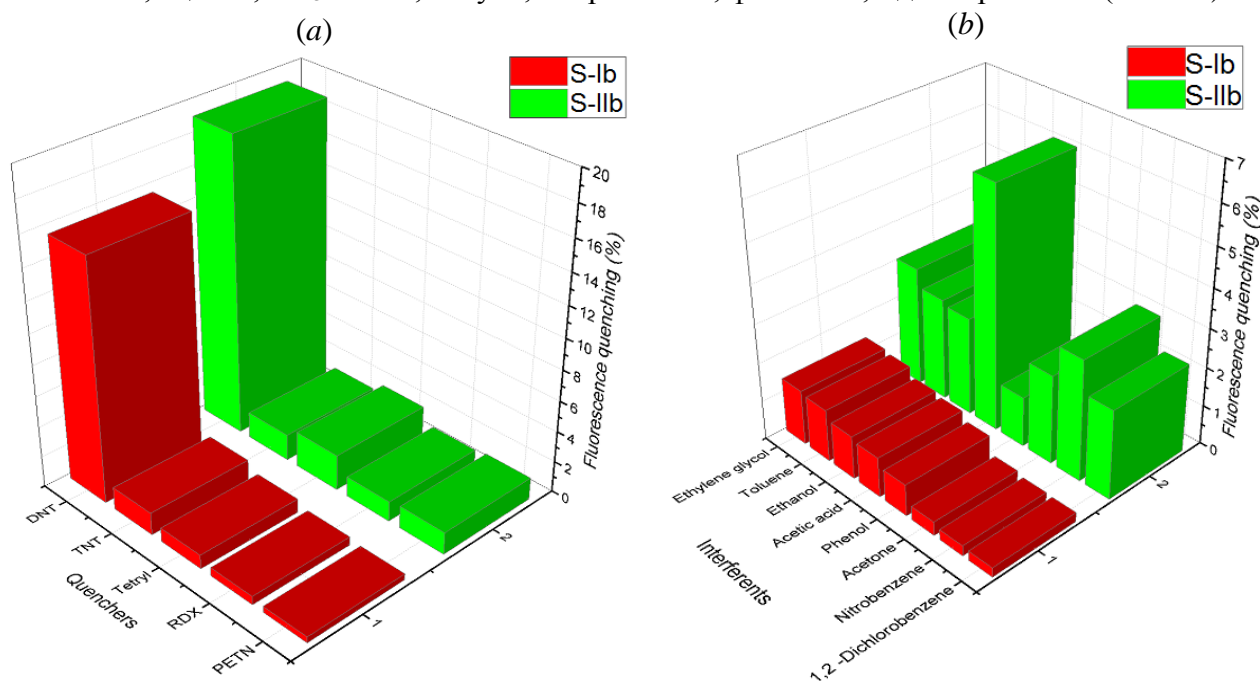 (a)
S-Ib
S-IIb
20
18
16
14
12
10
8
6
4
2
0
Fluorescence quenching (%)
DNT
TNT
Tetryl
RDX
PETN
Quenchers
1
2
(b)
S-Ib
S-IIb
7
6
5
4
3
2
1
0
Fluorescence quenching (%)
Ethylene glycol
Toluene
Ethanol
Acetic acid
Phenol
Acetone
Nitrobenzene
1,2 -Dichlorobenzene
Interferents
1
2